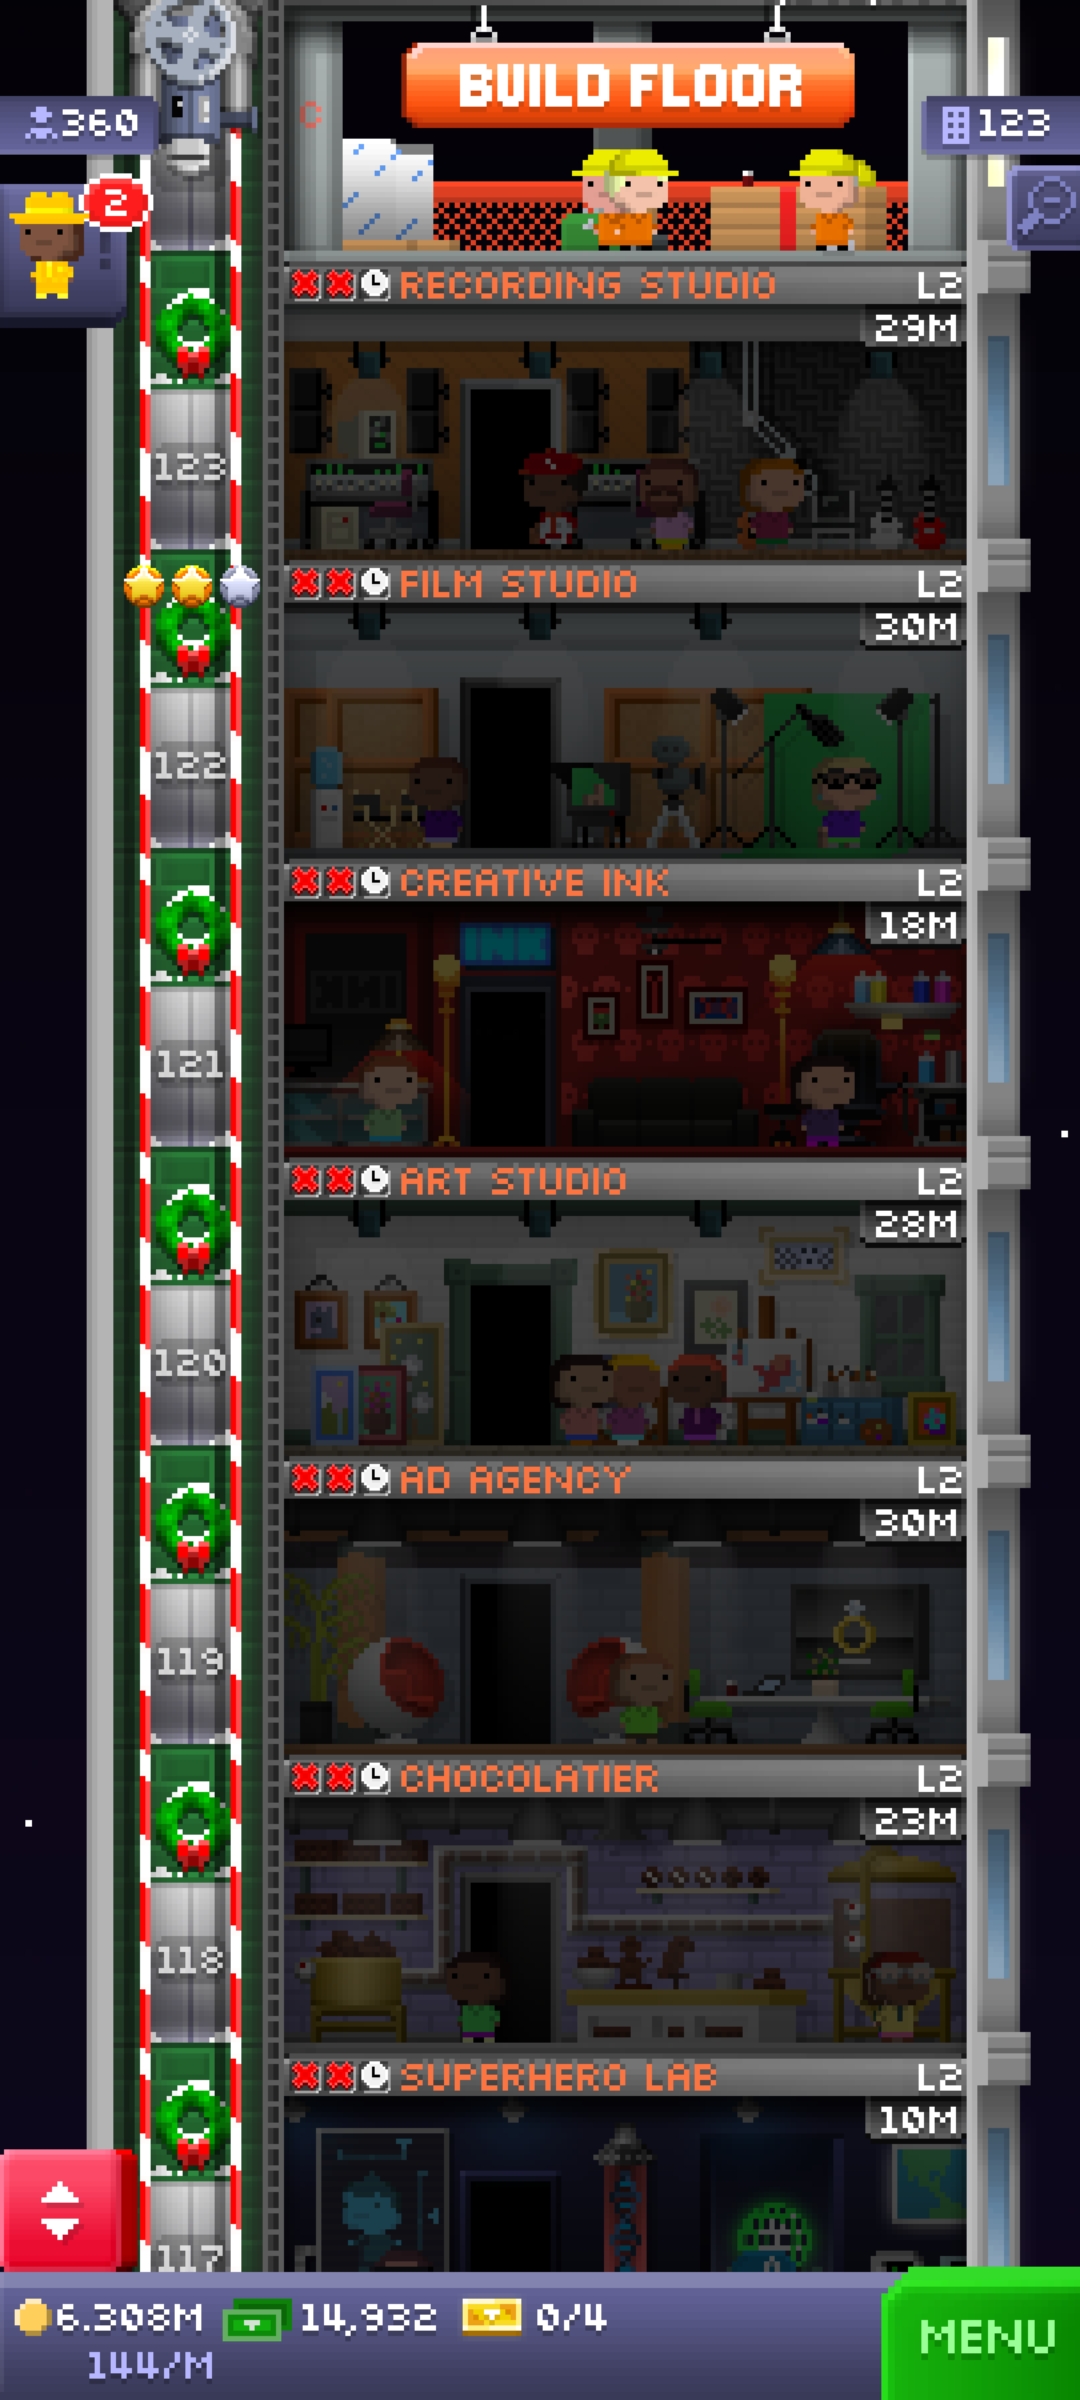 BUILD FLOOR
360
123
2
RECORDING STUDIO L2
29M
123
FILM STUDIO L2
30M
122
CREATIVE INK L2
18M
INK
INK
121
ART STUDIO L2
28M
120
AD AGENCY L2
30M
119
CHOCOLATIER L2
23M
118
SUPERHERO LAB L2
10M
117
6.308M 14,932 0/4
144/M
MENU